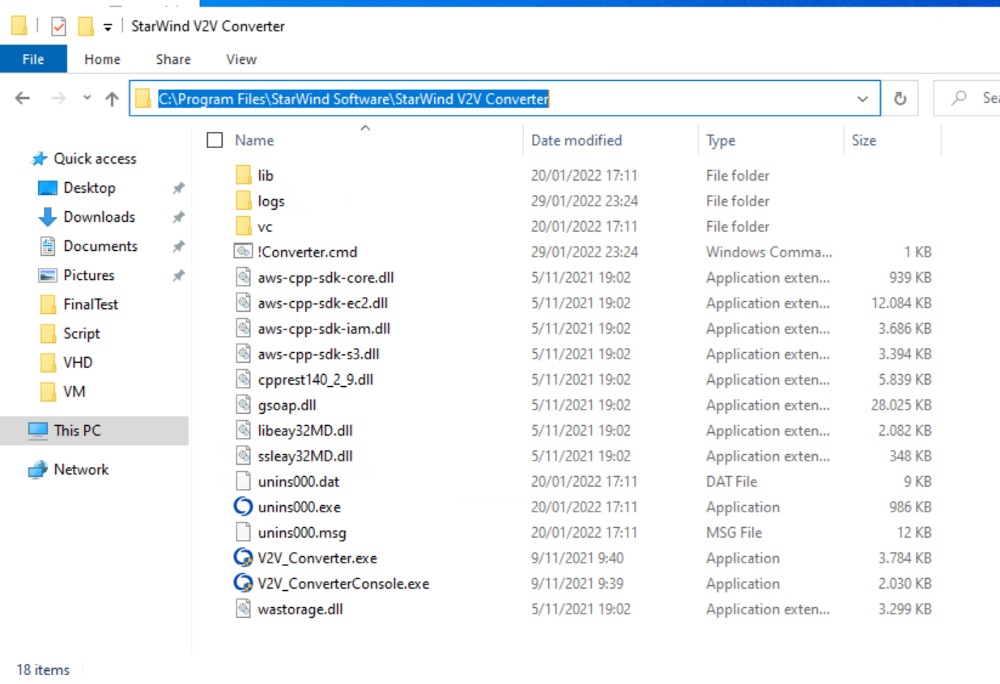 StarWind V2V Converter
File Home Share View
C:\Program Files\StarWind Software\StarWind V2V Converter
Name Date modified Type Size
Quick access
Desktop
Downloads
Documents
Pictures
FinalTest
Script
VHD
VM
This PC
Network
lib 20/01/2022 17:11 File folder
logs 29/01/2022 23:24 File folder
vc 20/01/2022 17:11 File folder
!Converter.cmd 29/01/2022 23:24 Windows Comma... 1 KB
aws-cpp-sdk-core.dll 5/11/2021 19:02 Application exten... 939 KB
aws-cpp-sdk-ec2.dll 5/11/2021 19:02 Application exten... 12.084 KB
aws-cpp-sdk-iam.dll 5/11/2021 19:02 Application exten... 3.686 KB
aws-cpp-sdk-s3.dll 5/11/2021 19:02 Application exten... 3.394 KB
cpprest140_2_9.dll 5/11/2021 19:02 Application exten... 5.839 KB
gsoap.dll 5/11/2021 19:02 Application exten... 28.025 KB
libeay32MD.dll 5/11/2021 19:02 Application exten... 2.082 KB
ssleay32MD.dll 5/11/2021 19:02 Application exten... 348 KB
unins000.dat 20/01/2022 17:11 DAT File 9 KB
unins000.exe 20/01/2022 17:11 Application 986 KB
unins000.msg 20/01/2022 17:11 MSG File 12 KB
V2V_Converter.exe 9/11/2021 9:40 Application 3.784 KB
V2V_ConverterConsole.exe 9/11/2021 9:39 Application 2.030 KB
wastorage.dll 5/11/2021 19:02 Application exten... 3.299 KB
18 items